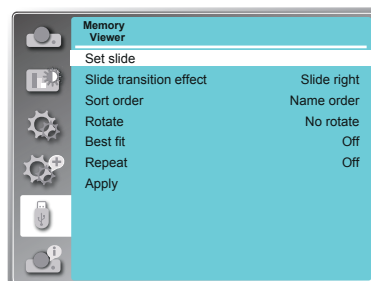 Memory
Viewer
Set slide
Slide transition effect Slide right
Sort order Name order
Rotate No rotate
Best fit Off
Repeat Off
Apply